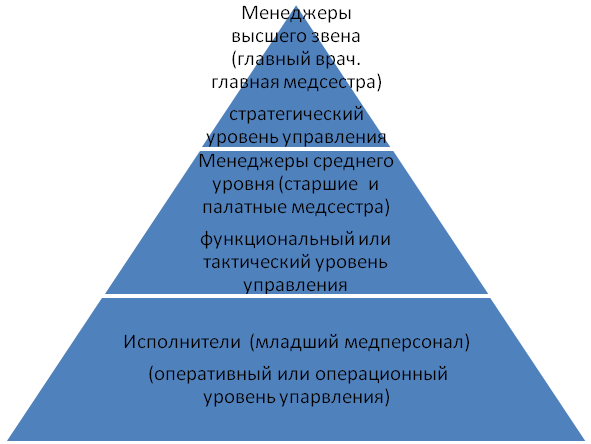 Менеджеры
высшего звена
(главный врач.
главная медсестра)
стратегический
уровень управления
Менеджеры среднего
уровня (старшие и
палатные медсестра)
функциональный или
тактический уровень
управления
Исполнители (младший медперсонал)
(оперативный или операционный
уровень упарвления)